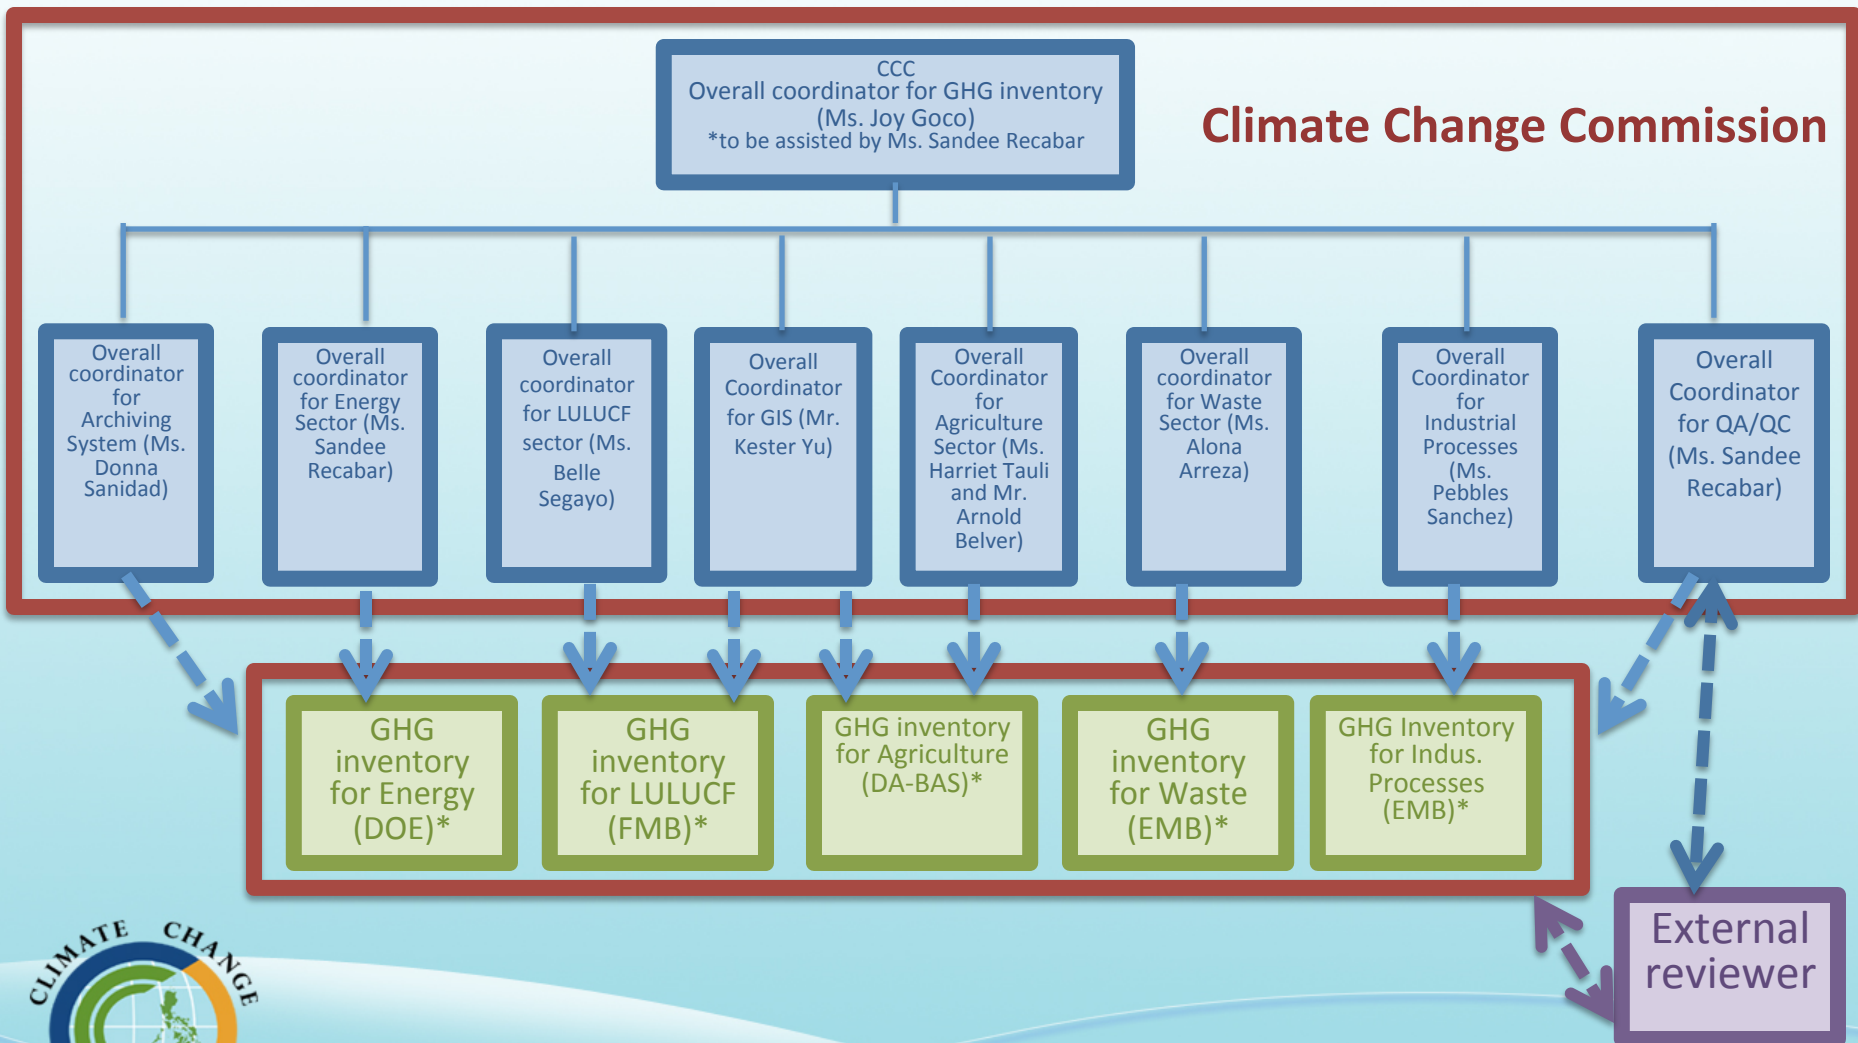 CCC
Overall coordinator for GHG inventory
(Ms. Joy Goco)
*to be assisted by Ms. Sandee Recabar
Climate Change Commission
Overall
coordinator
for
Archiving
System (Ms.
Donna
Sanidad)
Overall
coordinator
for Energy
Sector (Ms.
Sandee
Recabar)
Overall
coordinator
for LULUCF
sector (Ms.
Belle
Segayo)
Overall
Coordinator
for GIS (Mr.
Kester Yu)
Overall
Coordinator
for
Agriculture
Sector (Ms.
Harriet Tauli
and Mr.
Arnold
Belver)
Overall
coordinator
for Waste
Sector (Ms.
Alona
Arreza)
Overall
Coordinator
for
Industrial
Processes
(Ms.
Pebbles
Sanchez)
Overall
Coordinator
for QA/QC
(Ms. Sandee
Recabar)
GHG
inventory
for Energy
(DOE)*
GHG
inventory
for LULUCF
(FMB)*
GHG inventory
for Agriculture
(DA-BAS)*
GHG
inventory
for Waste
(EMB)*
GHG Inventory
for Indus.
Processes
(EMB)*
External
reviewer
CLIMATE CHANGE